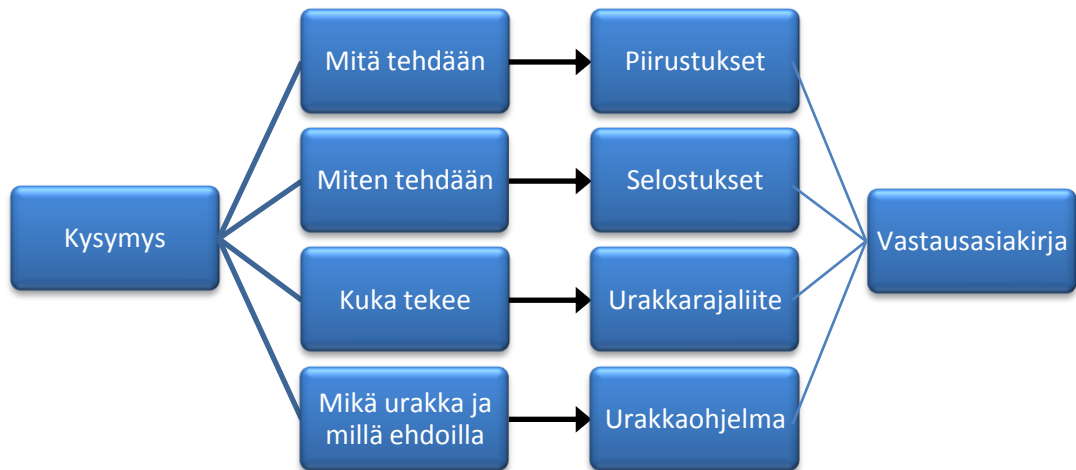 Kysymys
Mitä tehdään
Piirustukset
Miten tehdään
Selostukset
Kuka tekee
Urakkarajaliite
Mikä urakka ja
millä ehdoilla
Urakkaohjelma
Vastausasiakirja